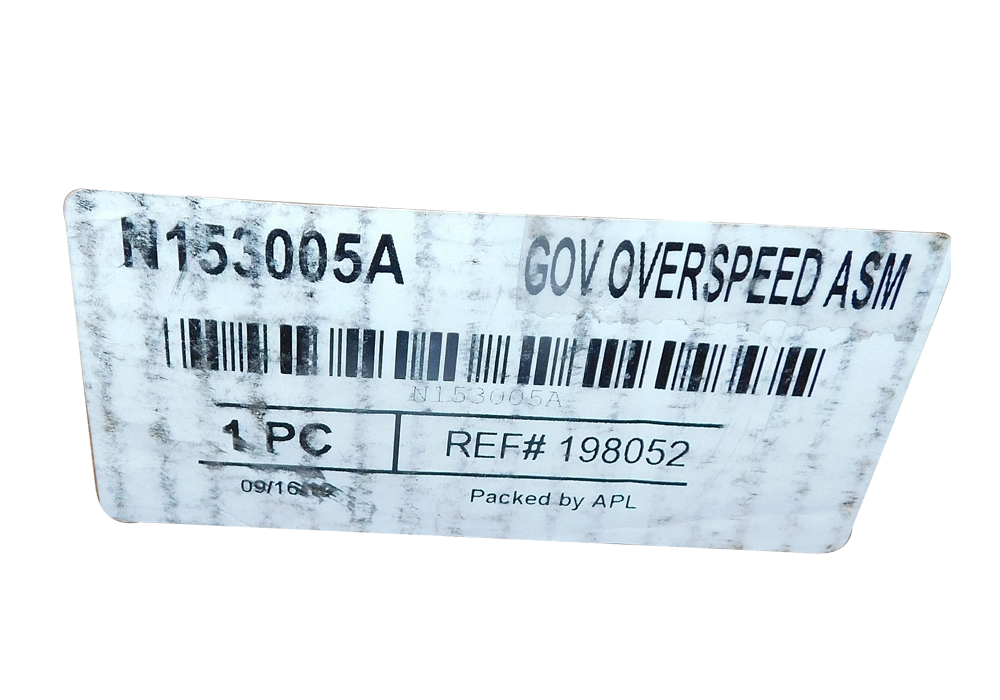 N153005A GOV OVERSPEED ASM
N153005A
1 PC REF# 198052
Packed by APL